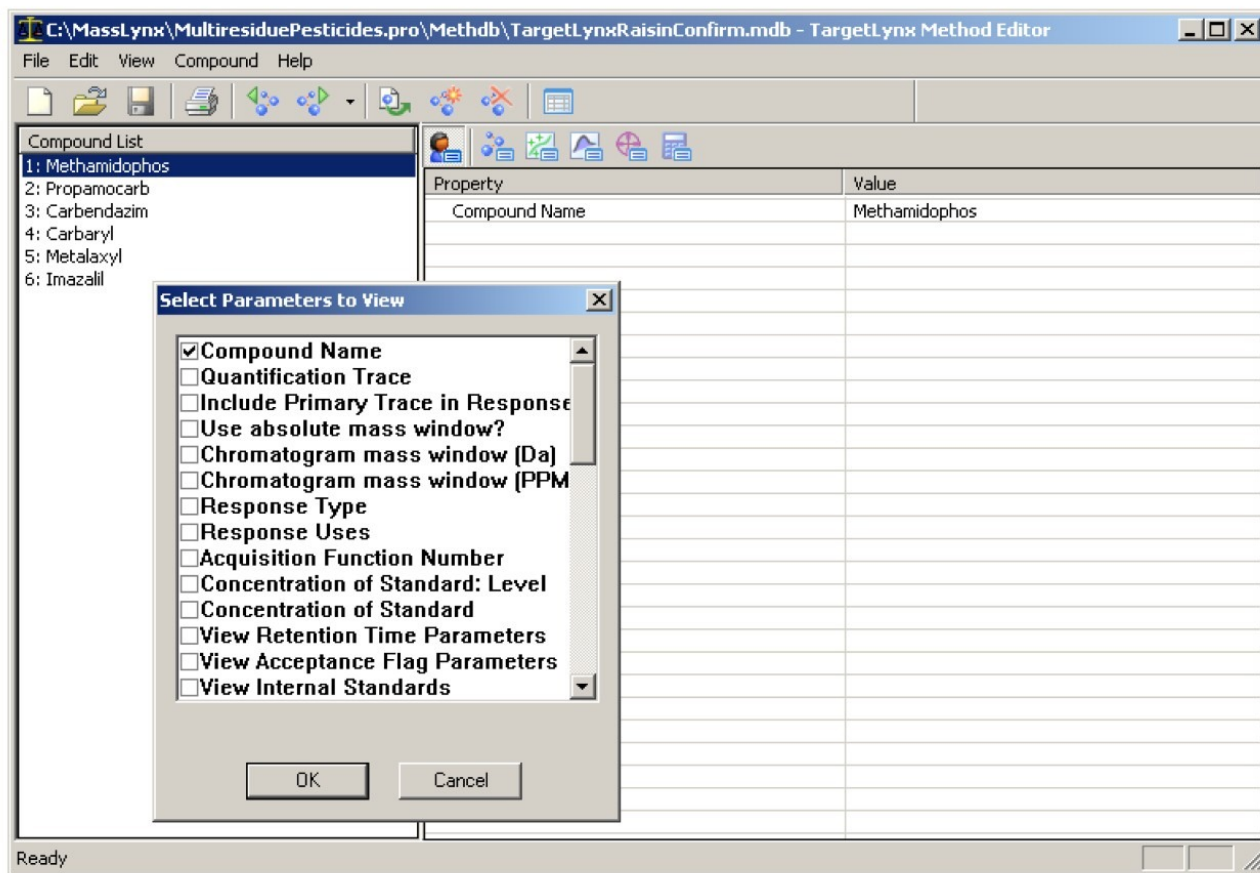 C:\MassLynx\MultiresiduePesticides.pro\Methdb\TargetLynxRaisinConfirm.mdb - TargetLynx Method Editor
File Edit View Compound Help
Compound List
1: Methamidophos
2: Propamocarb
3: Carbendazim
4: Carbaryl
5: Metalaxyl
6: Imazalil
Property Value
Compound Name Methamidophos
Select Parameters to View
Compound Name
Quantification Trace
Include Primary Trace in Response
Use absolute mass window?
Chromatogram mass window (Da)
Chromatogram mass window (PPM
Response Type
Response Uses
Acquisition Function Number
Concentration of Standard: Level
Concentration of Standard
View Retention Time Parameters
View Acceptance Flag Parameters
View Internal Standards
OK Cancel
Ready